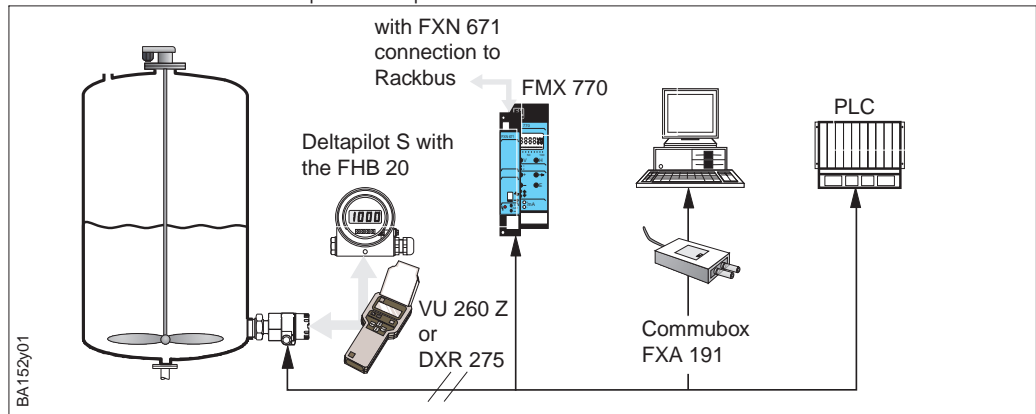 with FXN 671
connection to
Rackbus
FMX 770
PLC
Deltapilot S with
the FHB 20
1000
VU 260 Z
or
DXR 275
Commubox
FXA 191
BA152y01